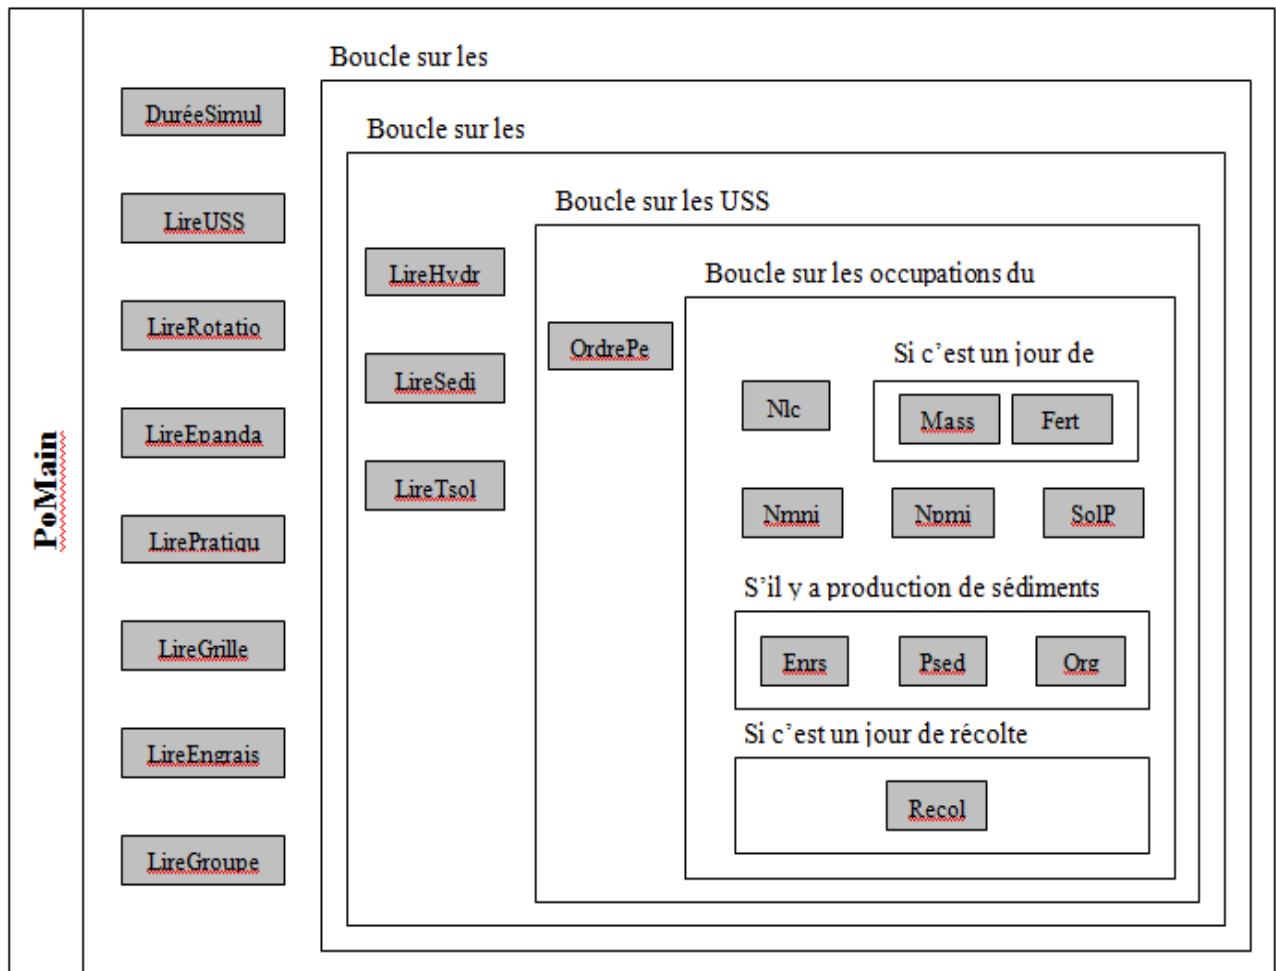 PoMain
DuréeSimul
LireUSS
LireRotatio
LireEpanda
LirePratiqu
LireGrille
LireEngrais
LireGroupe
Boucle sur les
Boucle sur les
LireHydr
LireSedi
LireTsol
Boucle sur les USS
OrdrePe
Boucle sur les occupations du
Nlc
Si c’est un jour de
Mass Fert
Nmni Npmi SolP
S’il y a production de sédiments
Enrs Psed Org
Si c’est un jour de récolte
Recol